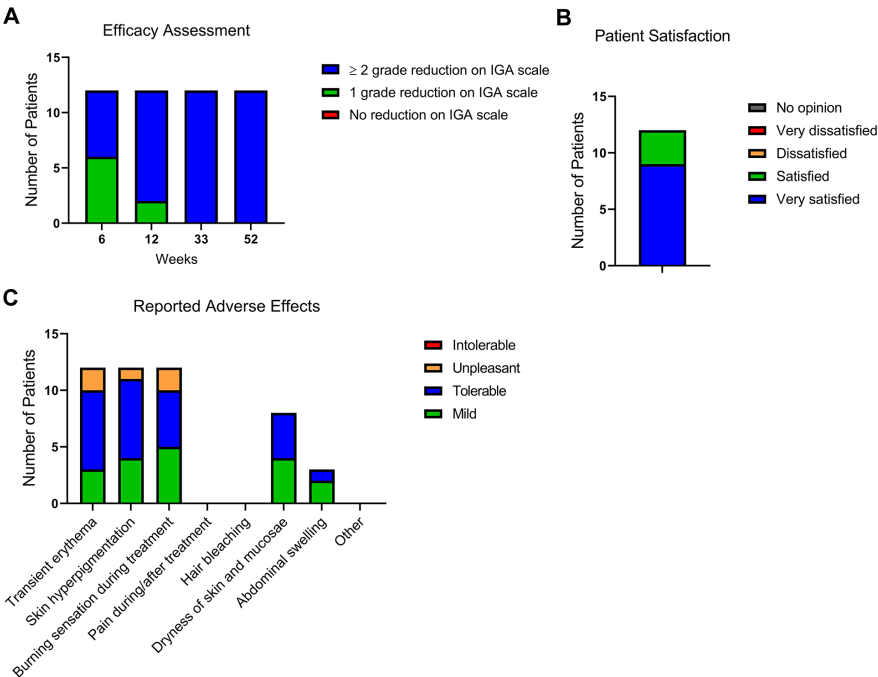 A
Efficacy Assessment
Number of Patients
15
10
5
0
6 12 33 52
Weeks
≥ 2 grade reduction on IGA scale
1 grade reduction on IGA scale
No reduction on IGA scale
B
Patient Satisfaction
Number of Patients
15
10
5
0
No opinion
Very dissatisfied
Dissatisfied
Satisfied
Very satisfied
C
Reported Adverse Effects
Number of Patients
15
10
5
0
Transient erythema
Skin hyperpigmentation
Burning sensation during treatment
Pain during/after treatment
Hair bleaching
Dryness of skin and mucosae
Abdominal swelling
Other
Intolerable
Unpleasant
Tolerable
Mild